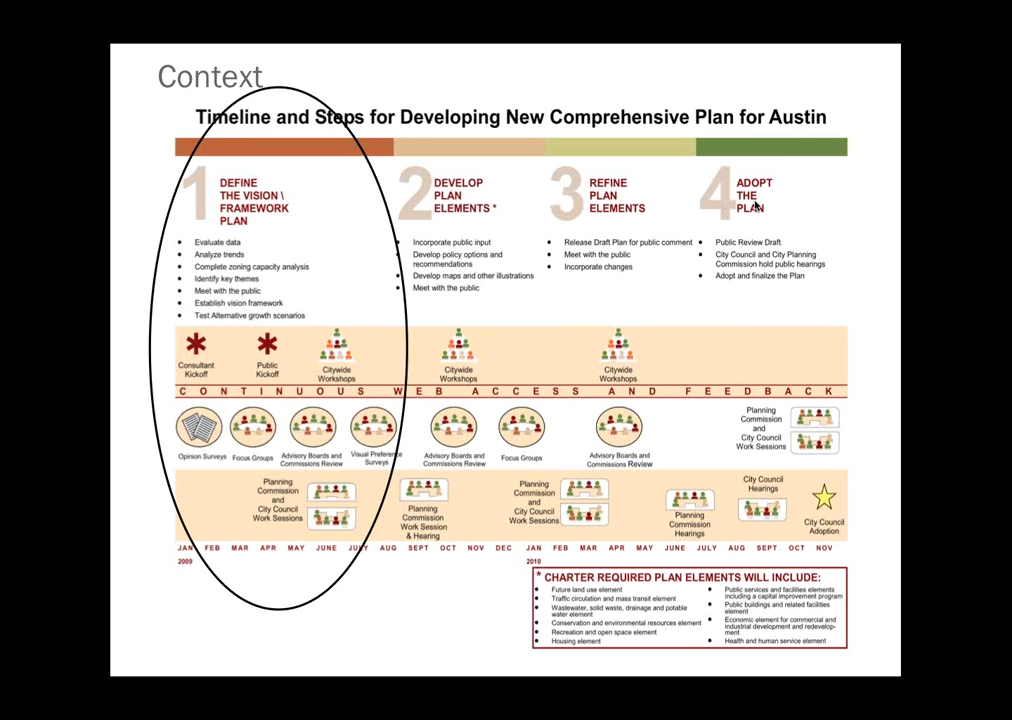 Context
Timeline and Steps for Developing New Comprehensive Plan for Austin
1
DEFINE
THE VISION \
FRAMEWORK
PLAN
• Evaluate data
• Analyze trends
• Complete zoning capacity analysis
• Identify key themes
• Meet with the public
• Establish vision framework
• Test Alternative growth scenarios
2
DEVELOP
PLAN
ELEMENTS *
• Incorporate public input
• Develop policy options and
recommendations
• Develop maps and other illustrations
• Meet with the public
3
REFINE
PLAN
ELEMENTS
• Release Draft Plan for public comment
• Meet with the public
• Incorporate changes
4
ADOPT
THE
PLAN
• Public Review Draft
• City Council and City Planning
Commission hold public hearings
• Adopt and finalize the Plan
Consultant
Kickoff
Public
Kickoff
Citywide
Workshops
Citywide
Workshops
Citywide
Workshops
CONTINUOUS WEB ACCESS AND FEEDBACK
Opinion Surveys
Focus Groups
Advisory Boards and
Commissions Review
Visual Preference
Surveys
Advisory Boards and
Commissions Review
Focus Groups
Advisory Boards and
Commissions Review
Planning
Commission
and
City Council
Work Sessions
Planning
Commission
and
City Council
Work Sessions
Planning
Commission
Work Session
& Hearing
Planning
Commission
and
City Council
Work Sessions
Planning
Commission
Hearings
City Council
Hearings
City Council
Adoption
JAN FEB MAR APR MAY JUNE JULY AUG SEPT OCT NOV DEC JAN FEB MAR APR MAY JUNE JULY AUG SEPT OCT NOV
2009 2010
* CHARTER REQUIRED PLAN ELEMENTS WILL INCLUDE:
• Future land use element
• Traffic circulation and mass transit element
• Wastewater, solid waste, drainage and potable
water element
• Conservation and environmental resources element
• Recreation and open space element
• Housing element
• Public services and facilities elements
including a capital improvement program
• Public buildings and related facilities
element
• Economic element for commercial and
industrial development and redevelop-
ment
• Health and human service element